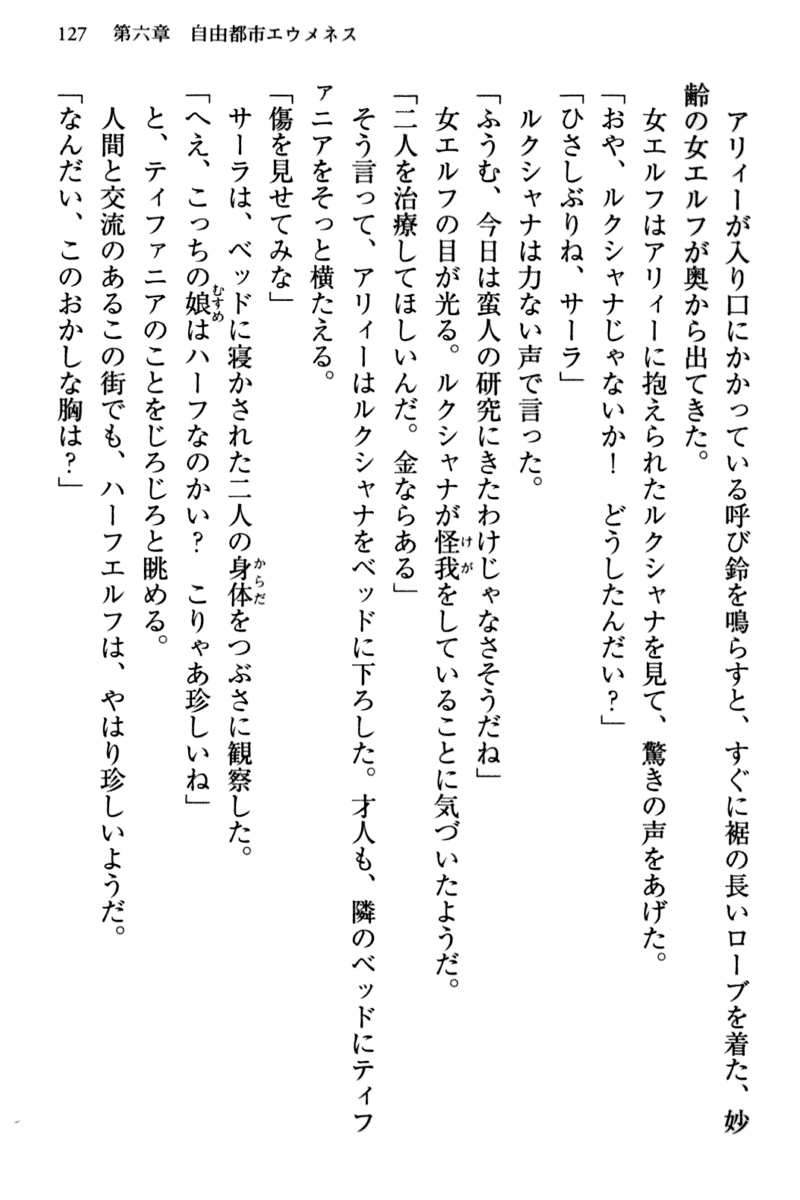 127　第六章　自由都市エウメネス
　アリィーが入り口にかかっている呼び鈴を鳴らすと、すぐに裾の長いローブを着た、妙
齢の女エルフが奥から出てきた。
　女エルフはアリィーに抱えられたルクシャナを見て、驚きの声をあげた。
「おや、ルクシャナじゃないか！　どうしたんだい？」
「ひさしぶりね、サーラ」
　ルクシャナは力ない声で言った。
「ふうむ、今日は蛮人の研究にきたわけじゃなさそうだね」
　女エルフの目が光る。ルクシャナが怪我をしていることに気づいたようだ。
「二人を治療してほしいんだ。金ならある」
　そう言って、アリィーはルクシャナをベッドに下ろした。才人も、隣のベッドにティフ
ァニアをそっと横たえる。
「傷を見せてみな」
　サーラは、ベッドに寝かされた二人の身体をつぶさに観察した。
「へえ、こっちの娘はハーフなのかい？　こりゃあ珍しいね」
　と、ティファニアのことをじろじろと眺める。
　人間と交流のあるこの街でも、ハーフエルフは、やはり珍しいようだ。
「なんだい、このおかしな胸は？」